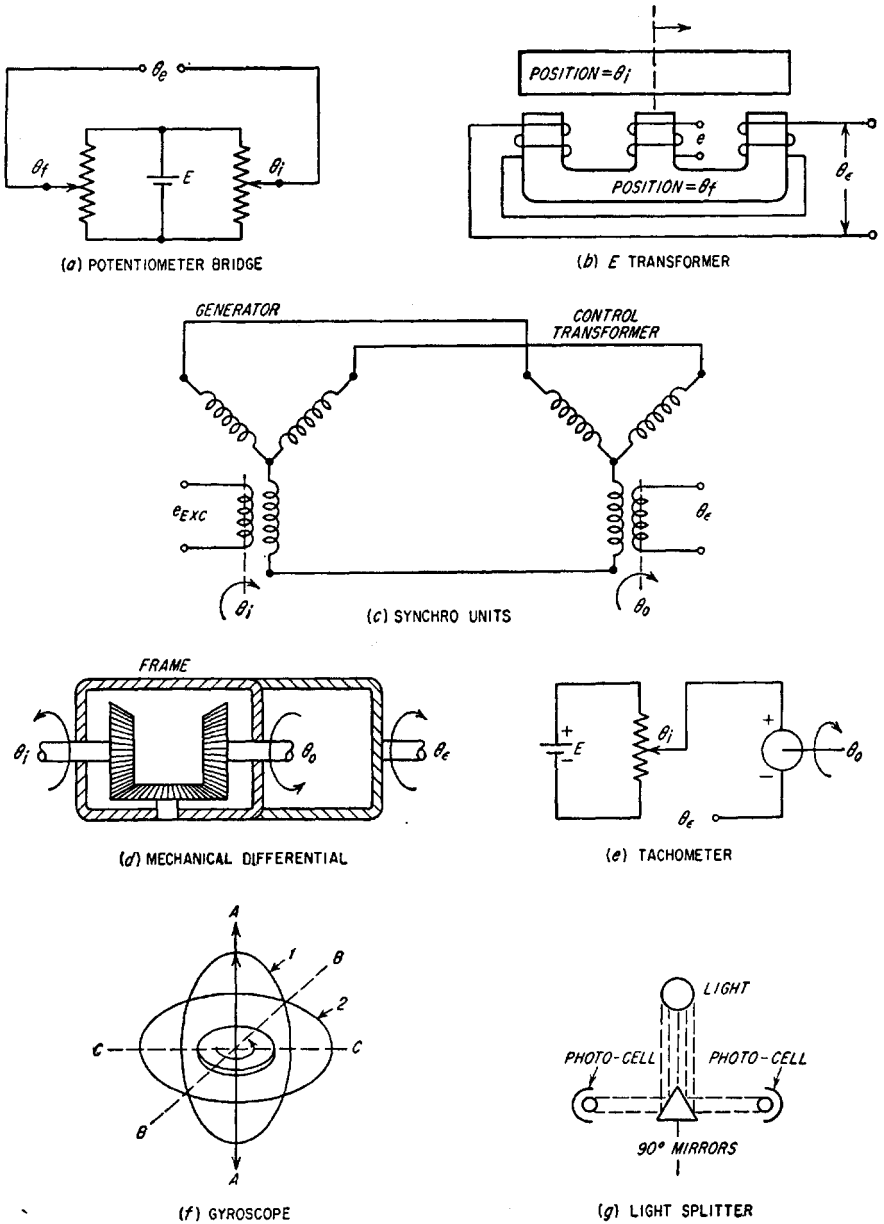 θe
θf
E
θi
(a) POTENTIOMETER BRIDGE
POSITION=θi
e
POSITION=θf
θε
(b) E TRANSFORMER
GENERATOR
CONTROL
TRANSFORMER
eEXC
θε
θi
θo
(c) SYNCHRO UNITS
FRAME
θi
θo
θε
(d) MECHANICAL DIFFERENTIAL
+
E
-
θi
+
-
θo
θε
(e) TACHOMETER
A
1
B
2
C
C
B
A
(f) GYROSCOPE
LIGHT
PHOTO-CELL
PHOTO-CELL
90° MIRRORS
(g) LIGHT SPLITTER